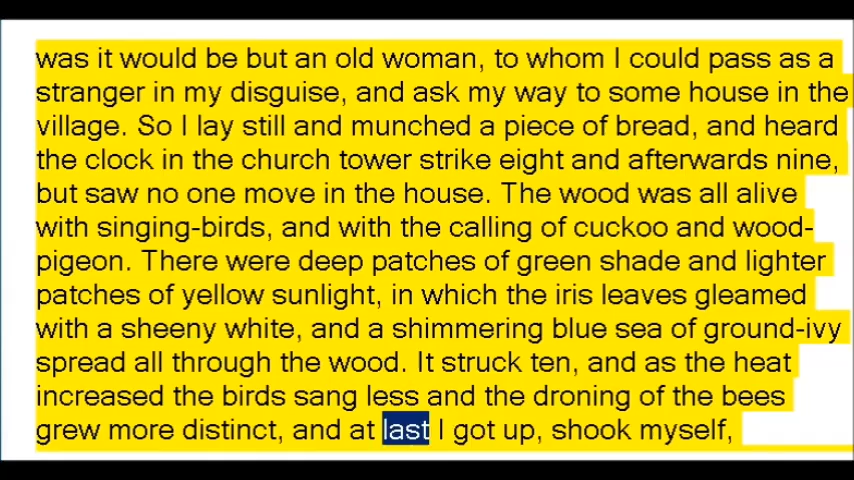 was it would be but an old woman, to whom I could pass as a
stranger in my disguise, and ask my way to some house in the
village. So I lay still and munched a piece of bread, and heard
the clock in the church tower strike eight and afterwards nine,
but saw no one move in the house. The wood was all alive
with singing-birds, and with the calling of cuckoo and wood-
pigeon. There were deep patches of green shade and lighter
patches of yellow sunlight, in which the iris leaves gleamed
with a sheeny white, and a shimmering blue sea of ground-ivy
spread all through the wood. It struck ten, and as the heat
increased the birds sang less and the droning of the bees
grew more distinct, and at last I got up, shook myself,